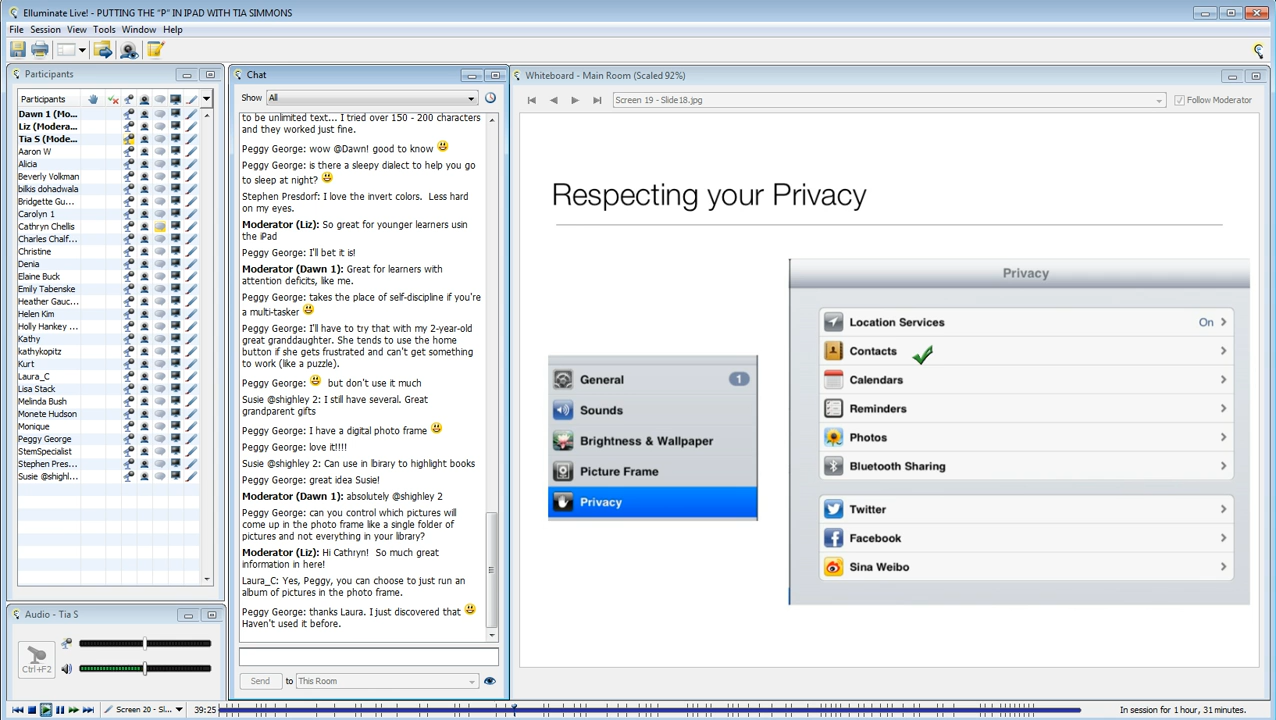 Elluminate Live! - PUTTING THE "P" IN IPAD WITH TIA SIMMONS
File Session View Tools Window Help
Participants
Participants
Dawn 1 (Mo...
Liz (Modera...
Tia S (Mode...
Aaron W
Alicia
Beverly Volkman
bilkis dohadwala
Bridgette Gu...
Carolyn 1
Cathryn Chellis
Charles Chalf...
Christine
Denia
Elaine Buck
Emily Tabenske
Heather Gauc...
Helen Kim
Holly Hankey ...
Kathy
kathykopitz
Kurt
Laura_C
Lisa Stack
Melinda Bush
Monete Hudson
Monique
Peggy George
StemSpecialist
Stephen Pres...
Susie @shighl...
Audio - Tia S
Ctrl+F2
Chat
Show All
to be unlimited text... I tried over 150 - 200 characters
and they worked just fine.
Peggy George: wow @Dawn! good to know
Peggy George: is there a sleepy dialect to help you go
to sleep at night?
Stephen Presdorf: I love the invert colors. Less hard
on my eyes.
Moderator (Liz): So great for younger learners usin
the iPad
Peggy George: I'll bet it is!
Moderator (Dawn 1): Great for learners with
attention deficits, like me.
Peggy George: takes the place of self-discipline if you're
a multi-tasker
Peggy George: I'll have to try that with my 2-year-old
great granddaughter. She tends to use the home
button if she gets frustrated and can't get something
to work (like a puzzle).
Peggy George: but don't use it much
Susie @shighley 2: I still have several. Great
grandparent gifts
Peggy George: I have a digital photo frame
Peggy George: love it!!!!
Susie @shighley 2: Can use in lbirary to highlight books
Peggy George: great idea Susie!
Moderator (Dawn 1): absolutely @shighley 2
Peggy George: can you control which pictures will
come up in the photo frame like a single folder of
pictures and not everything in your library?
Moderator (Liz): Hi Cathryn! So much great
information in here!
Laura_C: Yes, Peggy, you can choose to just run an
album of pictures in the photo frame.
Peggy George: thanks Laura. I just discovered that
Haven't used it before.
Send to This Room
Whiteboard - Main Room (Scaled 92%)
Screen 19 - Slide18.jpg
Follow Moderator
Respecting your Privacy
General 1
Sounds
Brightness & Wallpaper
Picture Frame
Privacy
Privacy
Location Services On
Contacts
Calendars
Reminders
Photos
Bluetooth Sharing
Twitter
Facebook
Sina Weibo
Screen 20 - Sl...
39:25
In session for 1 hour, 31 minutes.